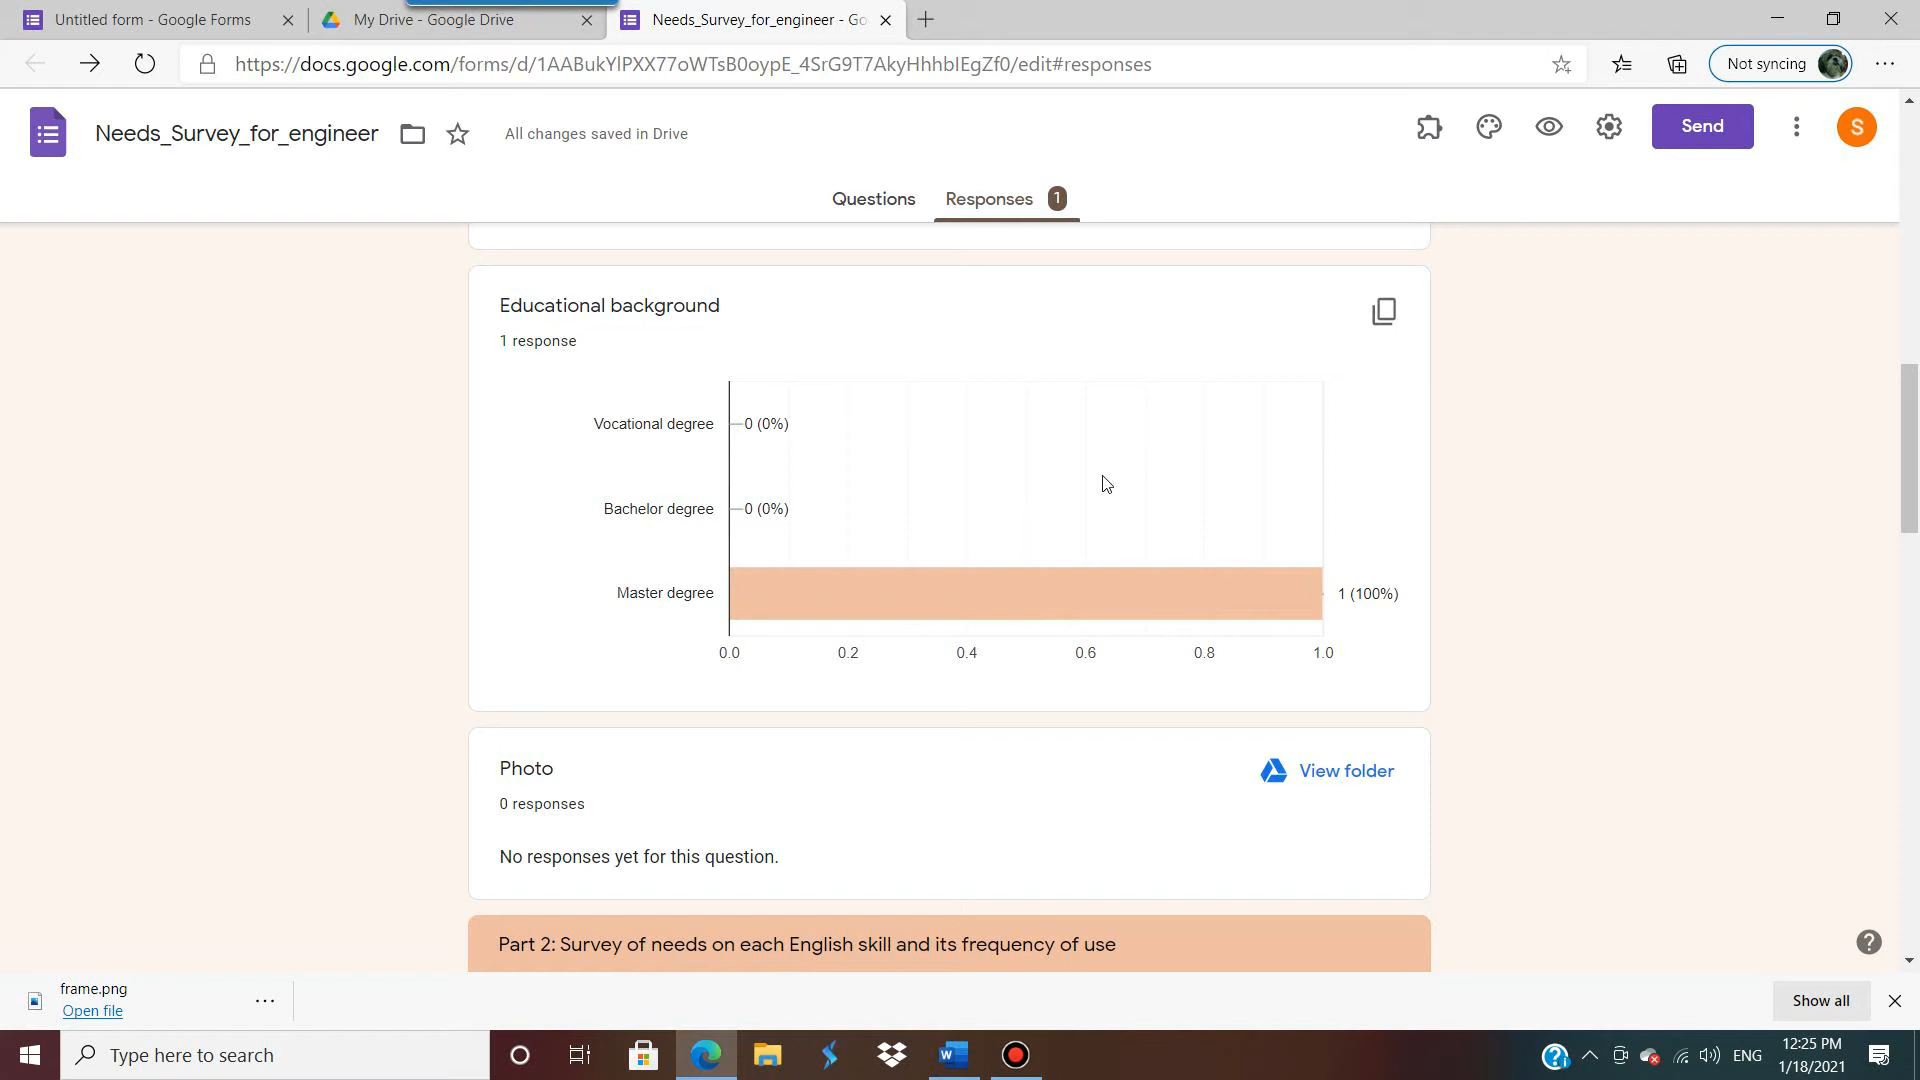 Untitled form - Google Forms
My Drive - Google Drive
Needs_Survey_for_engineer - Go
https://docs.google.com/forms/d/1AABukYlPXX77oWTsB0oypE_4SrG9T7AkyHhhblEgZf0/edit#responses
Not syncing
Needs_Survey_for_engineer
All changes saved in Drive
Send
S
Questions
Responses 1
Educational background
1 response
Vocational degree 0 (0%)
Bachelor degree 0 (0%)
Master degree 1 (100%)
0.0 0.2 0.4 0.6 0.8 1.0
Photo
View folder
0 responses
No responses yet for this question.
Part 2: Survey of needs on each English skill and its frequency of use
frame.png
Open file
Show all
Type here to search
ENG
12:25 PM
1/18/2021